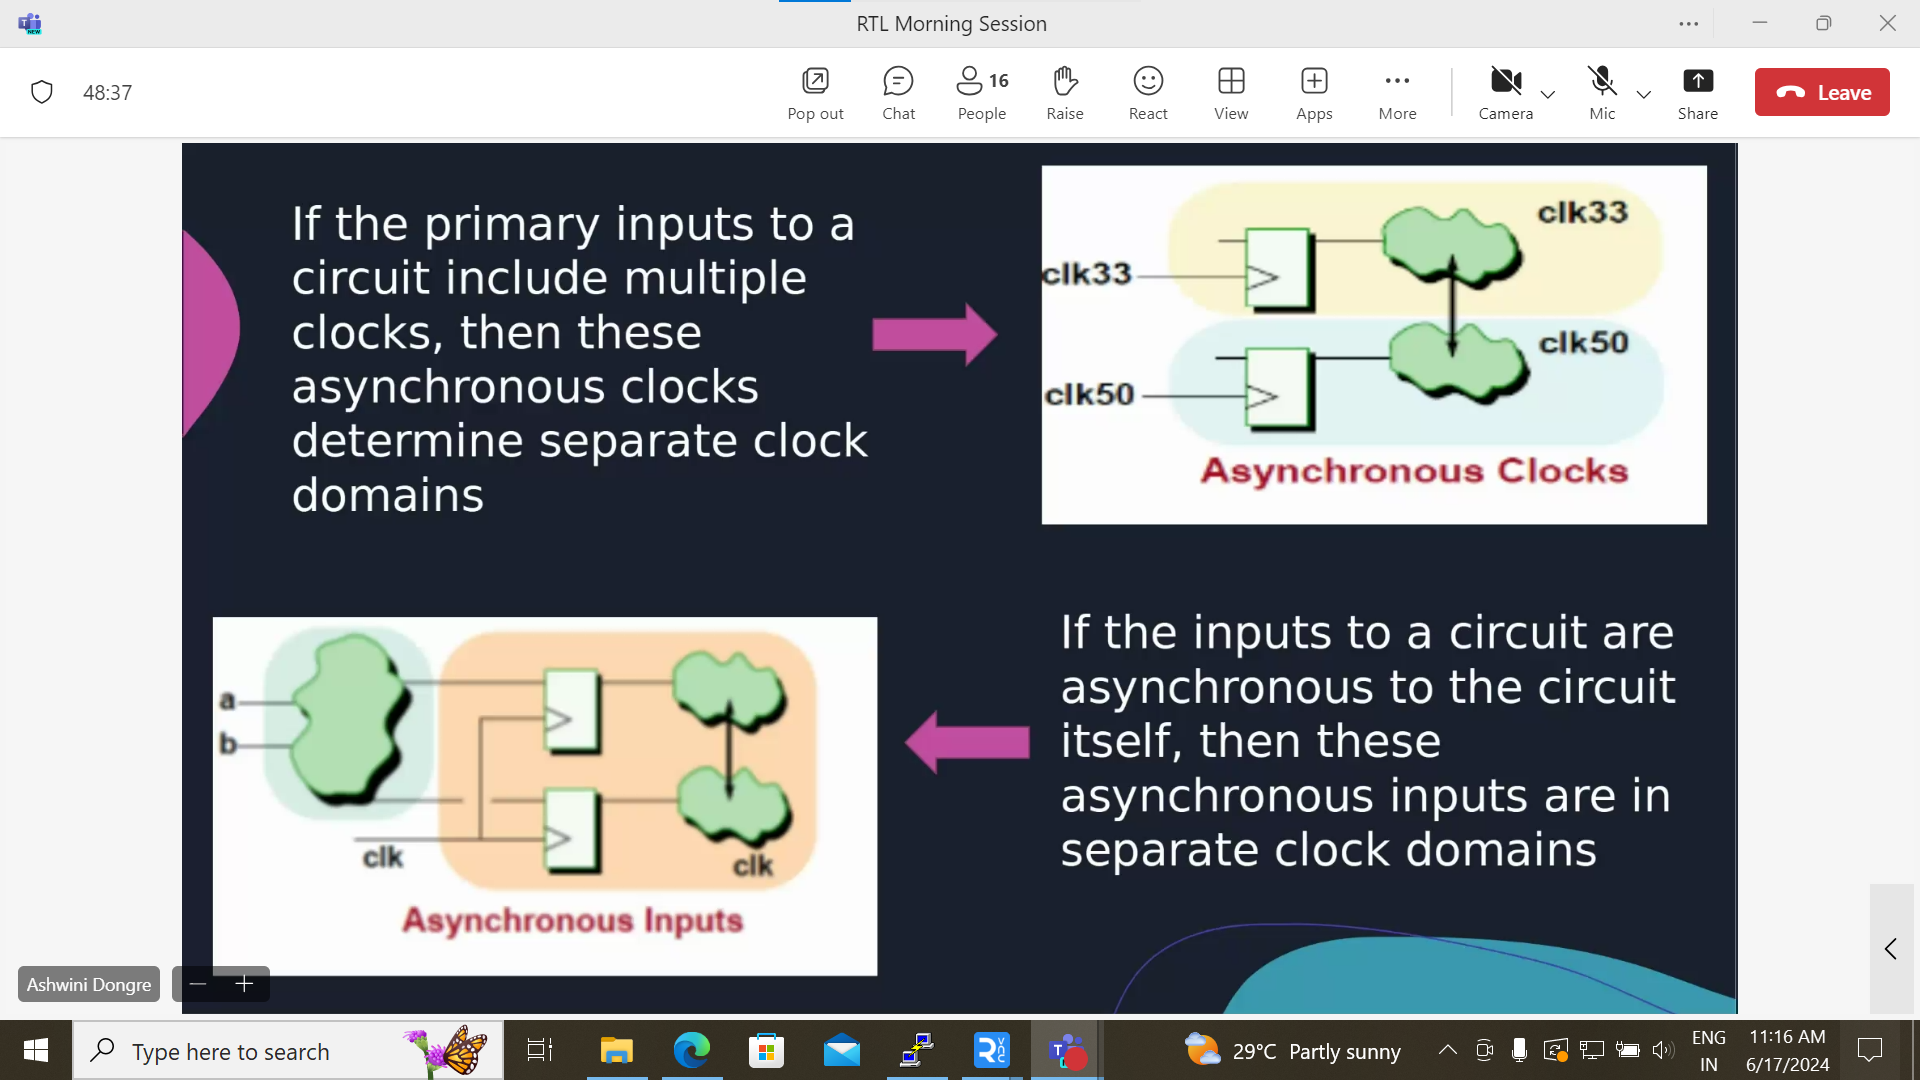 RTL Morning Session
48:37
Pop out
Chat
16
People
Raise
React
View
Apps
More
Camera
Mic
Share
Leave
If the primary inputs to a
circuit include multiple
clocks, then these
asynchronous clocks
determine separate clock
domains
clk33
clk33
clk50
clk50
Asynchronous Clocks
a
b
clk
clk
Asynchronous Inputs
If the inputs to a circuit are
asynchronous to the circuit
itself, then these
asynchronous inputs are in
separate clock domains
Ashwini Dongre
Type here to search
29°C Partly sunny
ENG
IN
11:16 AM
6/17/2024